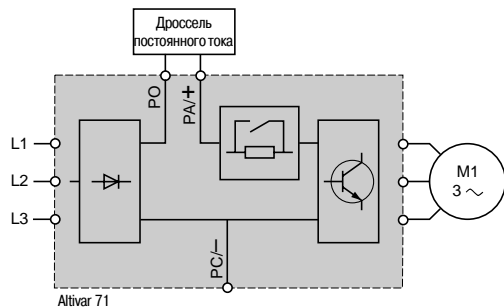 Дроссель
постоянного тока
PO
PA/+
L1
L2
L3
M1
3 ~
PC/–
Altivar 71